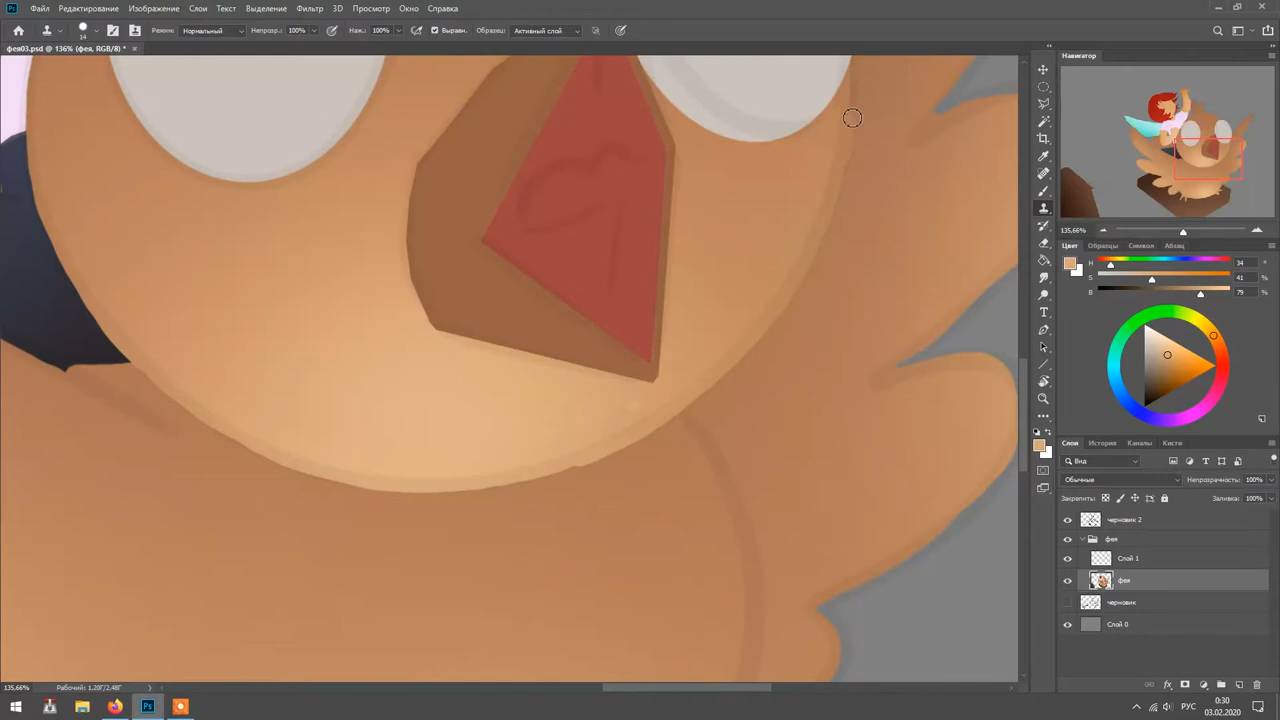 Файл Редактирование Изображение Слои Текст Выделение Фильтр 3D Просмотр Окно Справка
14 Режим: Нормальный Непрозр.: 100% Наж.: 100% Выравн. Образец: Активный слой
фея03.psd @ 136% (фея, RGB/8) *
Навигатор
135,66%
Цвет Образцы Символ Абзац
H 34 °
S 41 %
B 79 %
Слои История Каналы Кисти
Вид
Обычные Непрозрачность: 100%
Закрепить: Заливка: 100%
черновик 2
фея
Слой 1
фея
черновик
Слой 0
135,66% Рабочий: 1,20Г/2,48Г
Ps РУС 0:30
03.02.2020